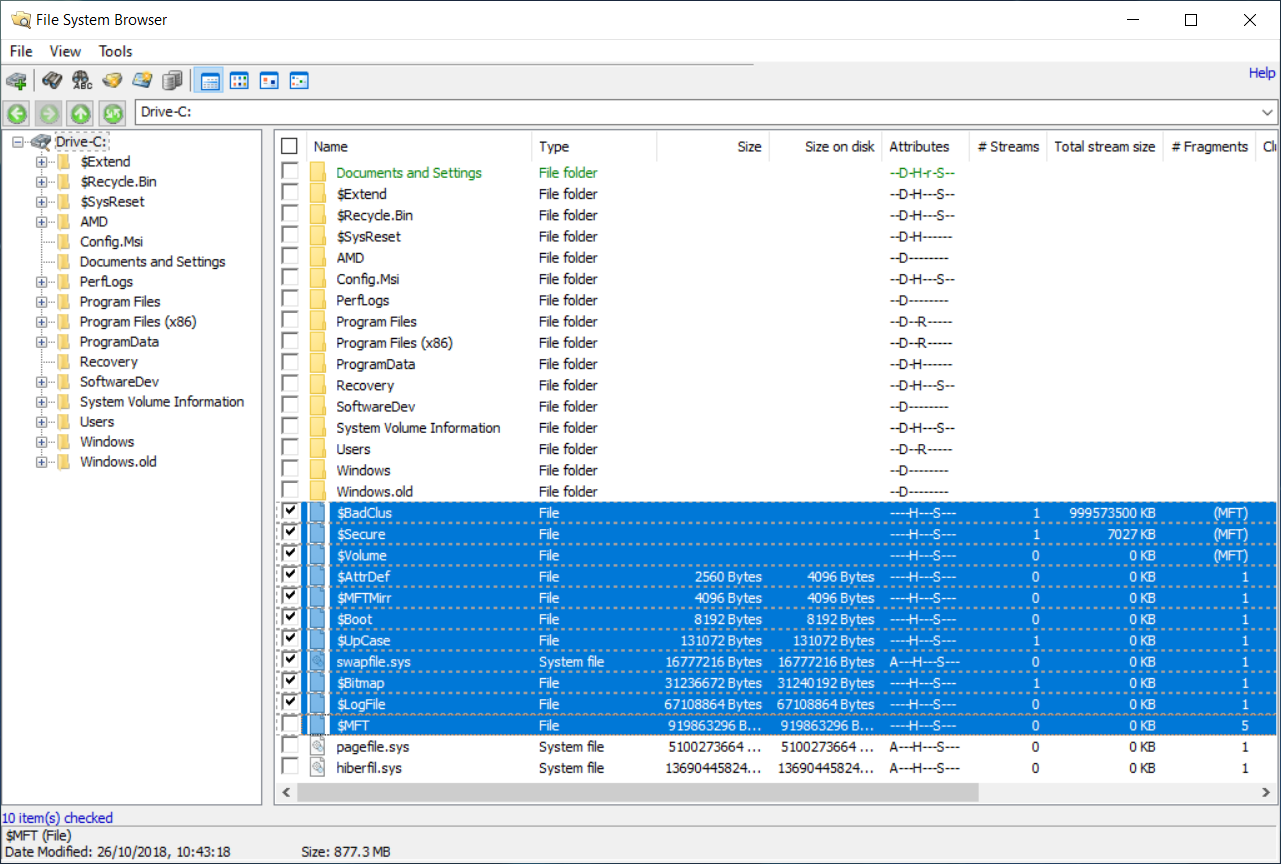 File System Browser
File View Tools
ABC
Help
Drive-C:
Drive-C:
$Extend
$Recycle.Bin
$SysReset
AMD
Config.Msi
Documents and Settings
PerfLogs
Program Files
Program Files (x86)
ProgramData
Recovery
SoftwareDev
System Volume Information
Users
Windows
Windows.old
Name Type Size Size on disk Attributes # Streams Total stream size # Fragments Clu
Documents and Settings File folder --D-H-r-S--
$Extend File folder --D-H---S--
$Recycle.Bin File folder --D-H---S--
$SysReset File folder --D-H------
AMD File folder --D--------
Config.Msi File folder --D-H---S--
PerfLogs File folder --D--------
Program Files File folder --D--R-----
Program Files (x86) File folder --D--R-----
ProgramData File folder --D-H------
Recovery File folder --D-H---S--
SoftwareDev File folder --D--------
System Volume Information File folder --D-H---S--
Users File folder --D--R-----
Windows File folder --D--------
Windows.old File folder --D--------
$BadClus File ----H---S--- 1 999573500 KB (MFT)
$Secure File ----H---S--- 1 7027 KB (MFT)
$Volume File ----H---S--- 0 0 KB (MFT)
$AttrDef File 2560 Bytes 4096 Bytes ----H---S--- 0 0 KB 1
$MFTMirr File 4096 Bytes 4096 Bytes ----H---S--- 0 0 KB 1
$Boot File 8192 Bytes 8192 Bytes ----H---S--- 0 0 KB 1
$UpCase File 131072 Bytes 131072 Bytes ----H---S--- 1 0 KB 1
swapfile.sys System file 16777216 Bytes 16777216 Bytes A---H---S--- 0 0 KB 1
$Bitmap File 31236672 Bytes 31240192 Bytes ----H---S--- 1 0 KB 1
$LogFile File 67108864 Bytes 67108864 Bytes ----H---S--- 0 0 KB 1
$MFT File 919863296 B... 919863296 B... ----H---S--- 0 0 KB 5
pagefile.sys System file 5100273664 ... 5100273664 ... A---H---S--- 0 0 KB 1
hiberfil.sys System file 13690445824... 13690445824... A---H---S--- 0 0 KB 1
10 item(s) checked
$MFT (File)
Date Modified: 26/10/2018, 10:43:18 Size: 877.3 MB